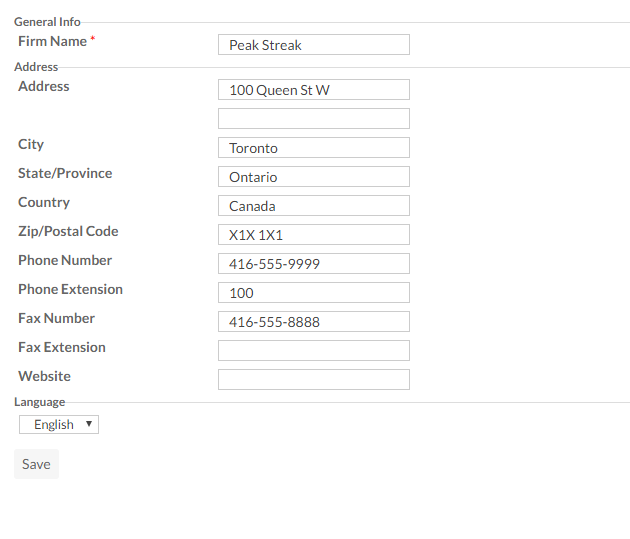 General Info
Firm Name * Peak Streak
Address
Address 100 Queen St W
City Toronto
State/Province Ontario
Country Canada
Zip/Postal Code X1X 1X1
Phone Number 416-555-9999
Phone Extension 100
Fax Number 416-555-8888
Fax Extension
Website
Language
English
Save